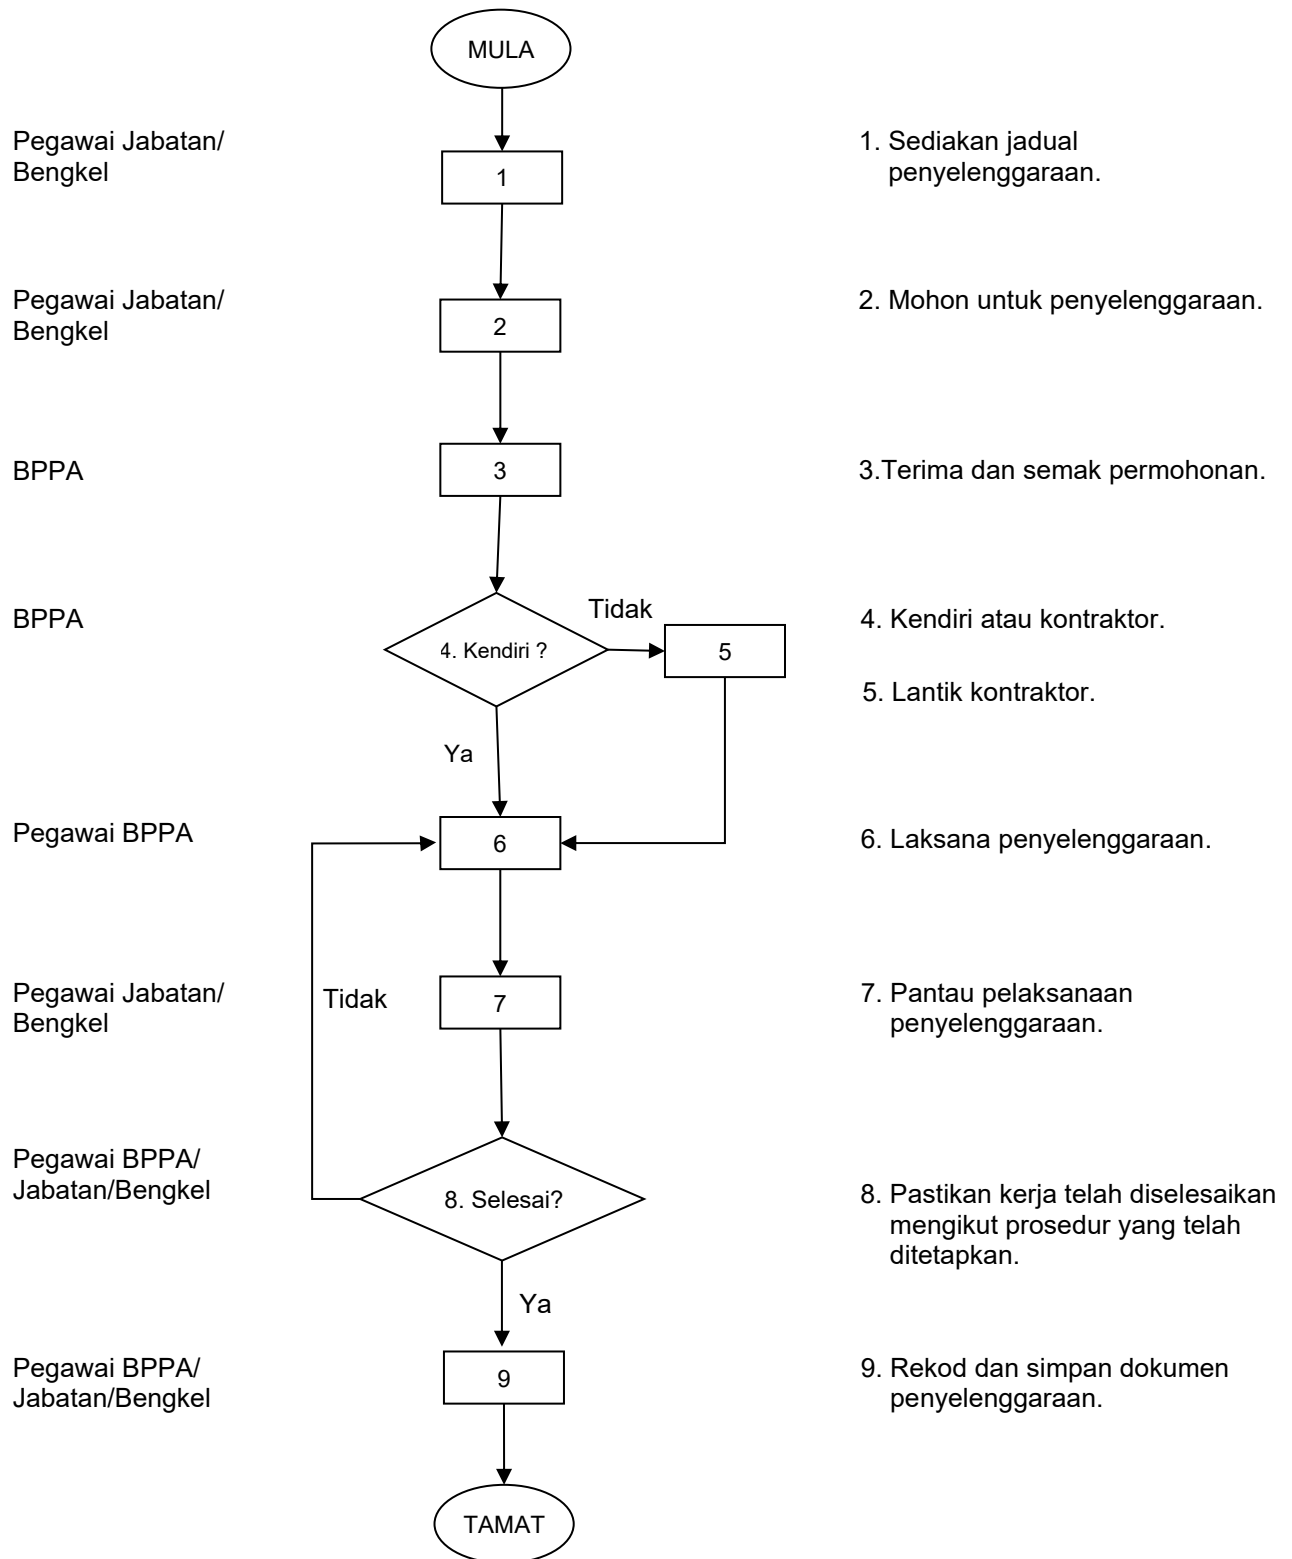 MULA
Pegawai Jabatan/
Bengkel
1
1. Sediakan jadual
penyelenggaraan.
Pegawai Jabatan/
Bengkel
2
2. Mohon untuk penyelenggaraan.
BPPA
3
3.Terima dan semak permohonan.
BPPA
4. Kendiri ?
Tidak
5
4. Kendiri atau kontraktor.
5. Lantik kontraktor.
Ya
Pegawai BPPA
6
6. Laksana penyelenggaraan.
Pegawai Jabatan/
Bengkel
Tidak
7
7. Pantau pelaksanaan
penyelenggaraan.
Pegawai BPPA/
Jabatan/Bengkel
8. Selesai?
8. Pastikan kerja telah diselesaikan
mengikut prosedur yang telah
ditetapkan.
Ya
Pegawai BPPA/
Jabatan/Bengkel
9
9. Rekod dan simpan dokumen
penyelenggaraan.
TAMAT